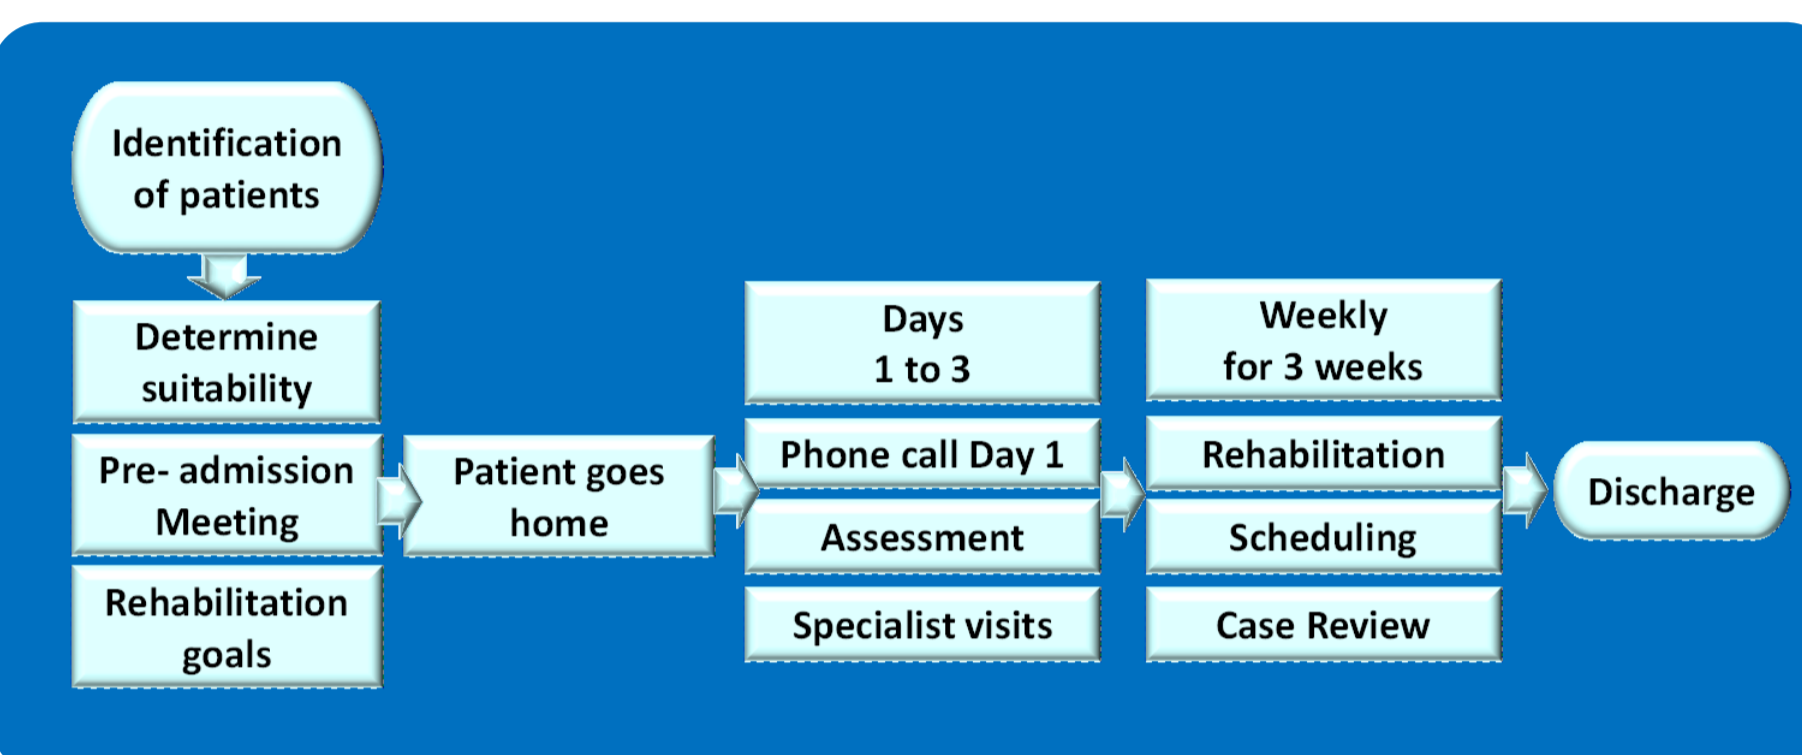 Identification
of patients
Determine
suitability
Pre- admission
Meeting
Rehabilitation
goals
Patient goes
home
Days
1 to 3
Phone call Day 1
Assessment
Specialist visits
Weekly
for 3 weeks
Rehabilitation
Scheduling
Case Review
Discharge